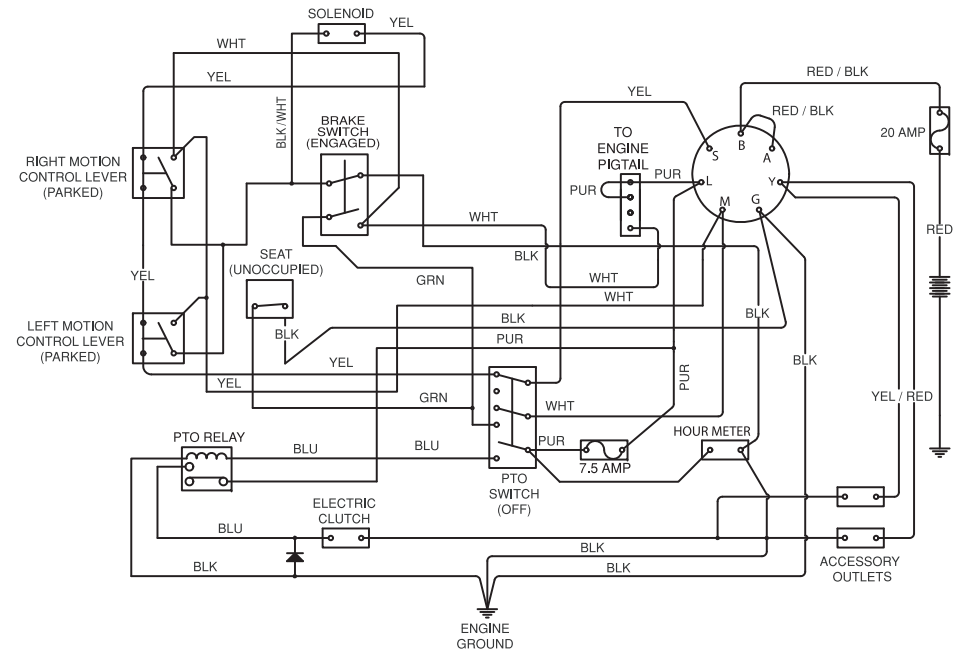 SOLENOID
YEL
WHT
YEL
RED / BLK
YEL
RED / BLK
BLK / WHT
BRAKE
SWITCH
(ENGAGED)
TO
ENGINE
PIGTAIL
20 AMP
B
S
A
RIGHT MOTION
CONTROL LEVER
(PARKED)
PUR
PUR
L
Y
M
G
WHT
RED
SEAT
(UNOCCUPIED)
BLK
YEL
GRN
WHT
WHT
BLK
BLK
LEFT MOTION
CONTROL LEVER
(PARKED)
BLK
PUR
YEL
BLK
YEL
PUR
GRN
WHT
YEL / RED
PTO RELAY
BLU
BLU
PUR
HOUR METER
7.5 AMP
PTO
SWITCH
(OFF)
ELECTRIC
CLUTCH
BLU
BLK
BLK
BLK
ACCESSORY
OUTLETS
ENGINE
GROUND